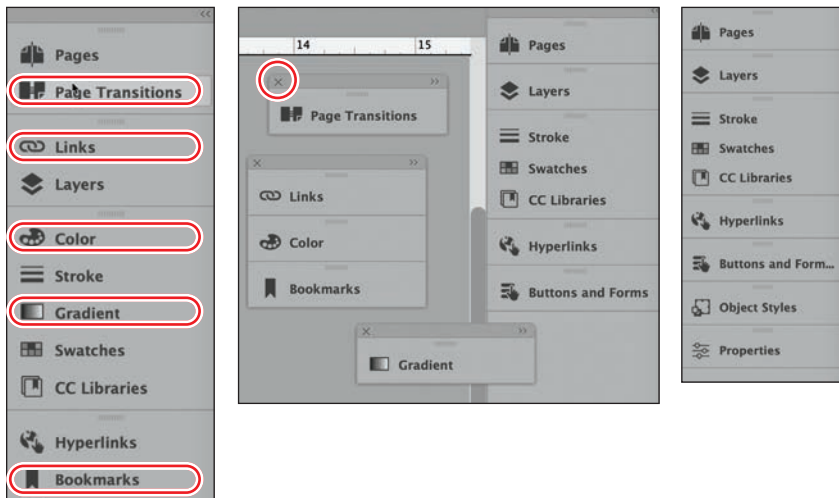 Pages
Page Transitions
Links
Layers
Color
Stroke
Gradient
Swatches
CC Libraries
Hyperlinks
Bookmarks
14
15
Page Transitions
Links
Color
Bookmarks
Gradient
Pages
Layers
Stroke
Swatches
CC Libraries
Hyperlinks
Buttons and Forms
Pages
Layers
Stroke
Swatches
CC Libraries
Hyperlinks
Buttons and Form...
Object Styles
Properties